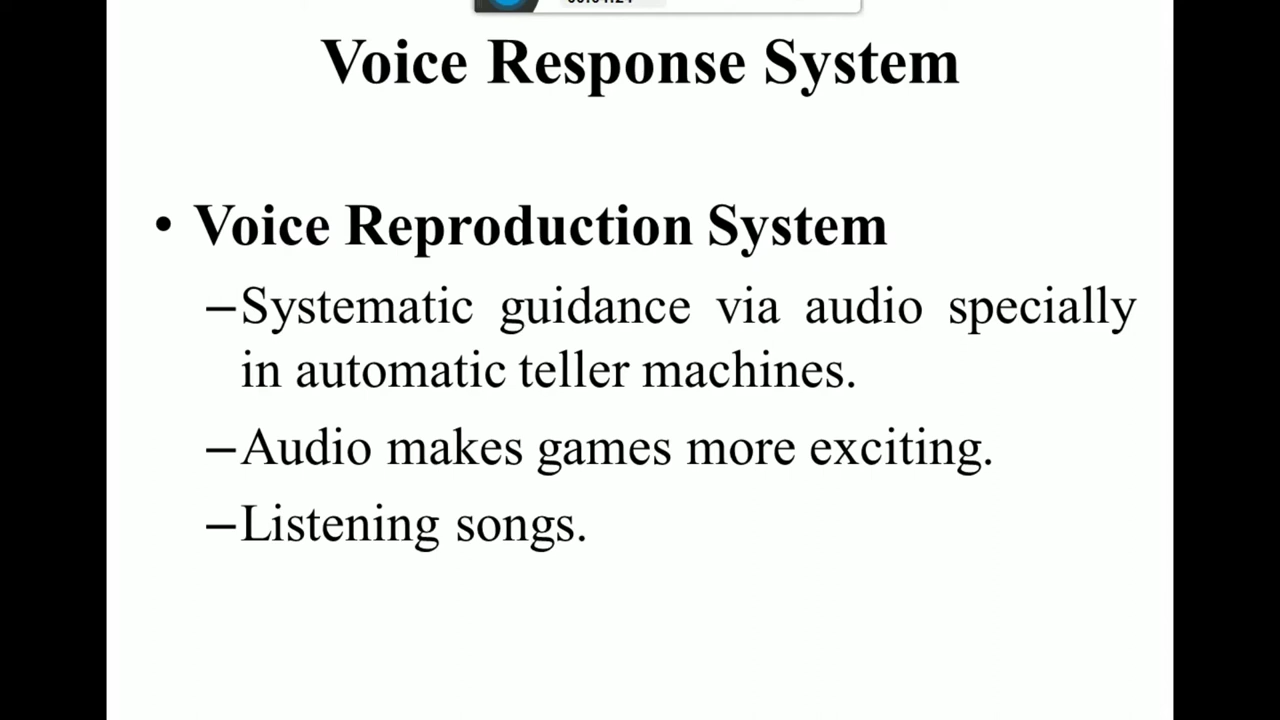 Voice Response System
• Voice Reproduction System
–Systematic guidance via audio specially
in automatic teller machines.
–Audio makes games more exciting.
–Listening songs.